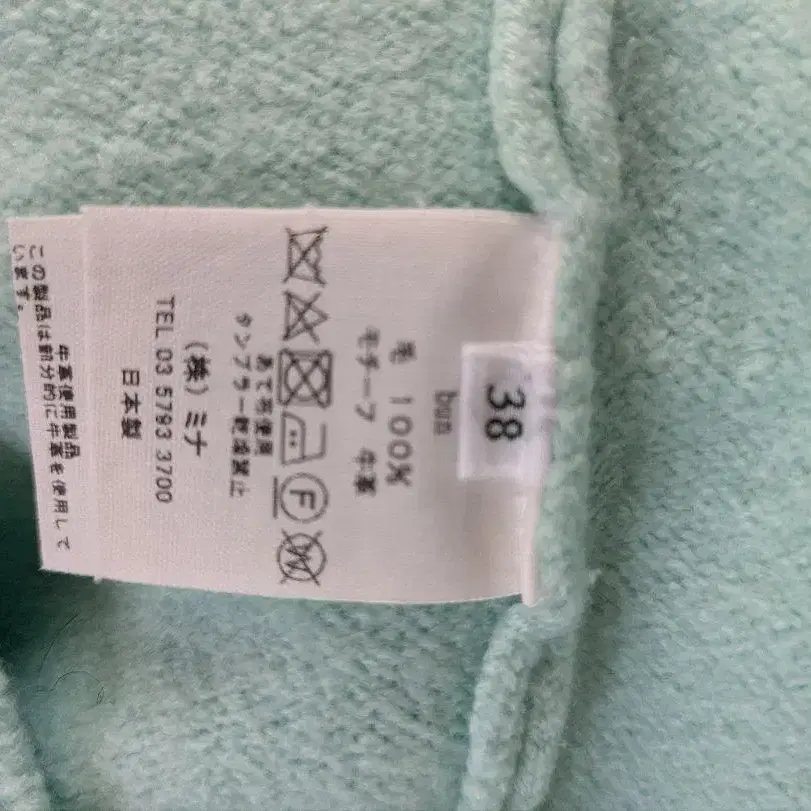 38
bun
毛 100%
モチーフ 牛革
F
W
あて布使用
タンブラー乾燥禁止
(株)ミナ
TEL 03 5793 3700
日本製
牛革使用製品
この製品は部分的に牛革を使用して
います。